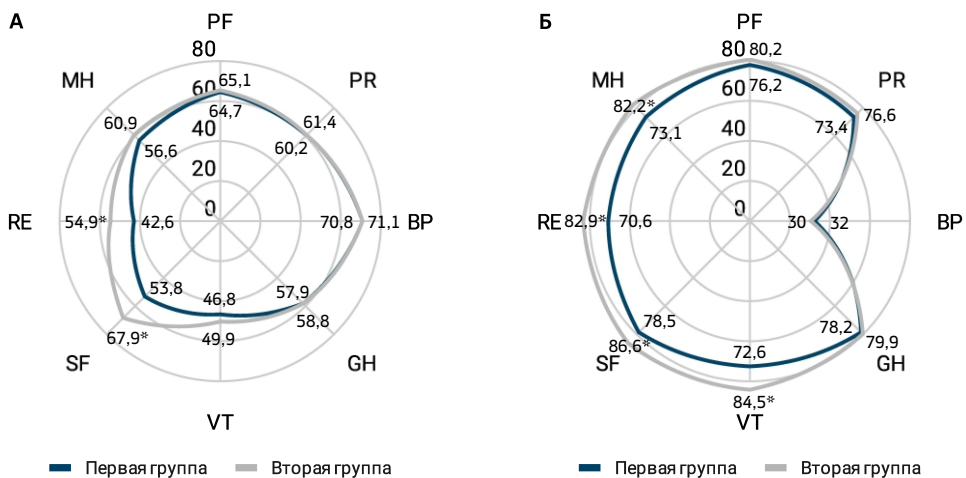 А
PF
80
65,1
60
64,7
MH
PR
60,9
61,4
40
56,6
60,2
20
0
RE
54,9*
42,6
70,8
71,1
BP
53,8
46,8
57,9
67,9*
49,9
58,8
SF
GH
VT
Первая группа
Вторая группа
Б
PF
80
80,2
60
76,2
MH
PR
82,2*
76,6
73,1
40
73,4
20
0
RE
82,9*
70,6
30
32
BP
78,5
78,2
86,6*
72,6
79,9
SF
GH
84,5*
VT
Первая группа
Вторая группа